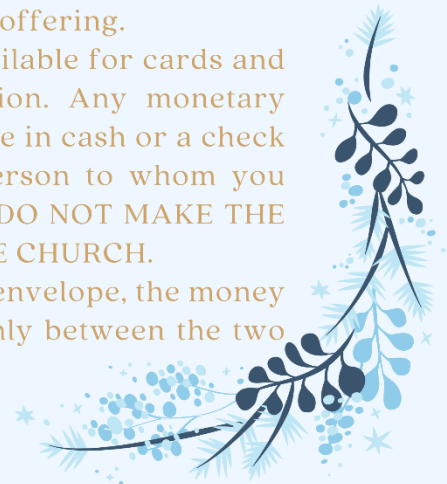 offering.
ilable for cards and
ion. Any monetary
e in cash or a check
erson to whom you
DO NOT MAKE THE
E CHURCH.
envelope, the money
nly between the two